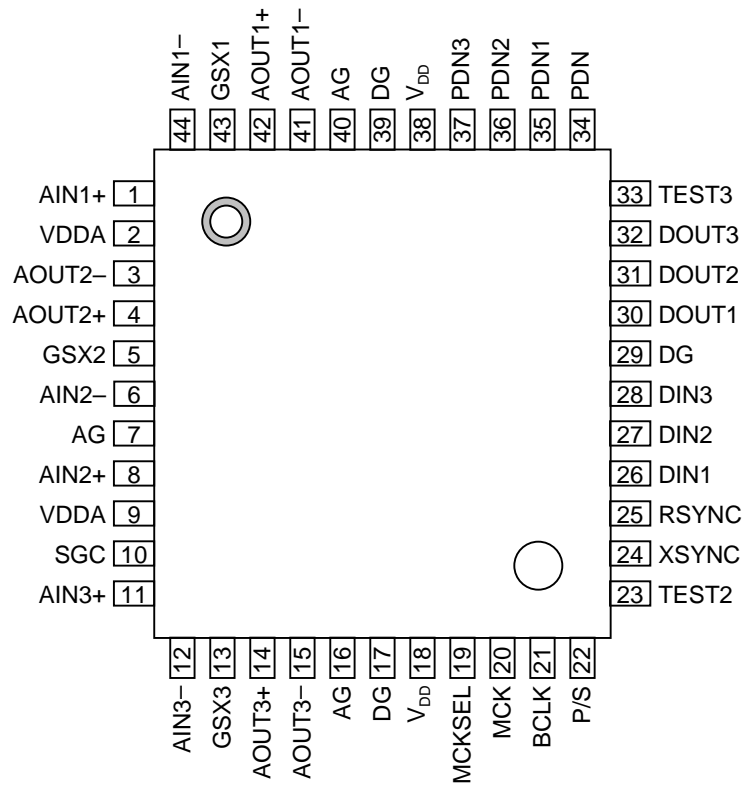 AIN1–
GSX1
AOUT1+
AOUT1–
AG
DG
VDD
PDN3
PDN2
PDN1
PDN
44
43
42
41
40
39
38
37
36
35
34
AIN1+ 1
VDDA 2
AOUT2– 3
AOUT2+ 4
GSX2 5
AIN2– 6
AG 7
AIN2+ 8
VDDA 9
SGC 10
AIN3+ 11
33 TEST3
32 DOUT3
31 DOUT2
30 DOUT1
29 DG
28 DIN3
27 DIN2
26 DIN1
25 RSYNC
24 XSYNC
23 TEST2
12
13
14
15
16
17
18
19
20
21
22
AIN3–
GSX3
AOUT3+
AOUT3–
AG
DG
VDD
MCKSEL
MCK
BCLK
P/S